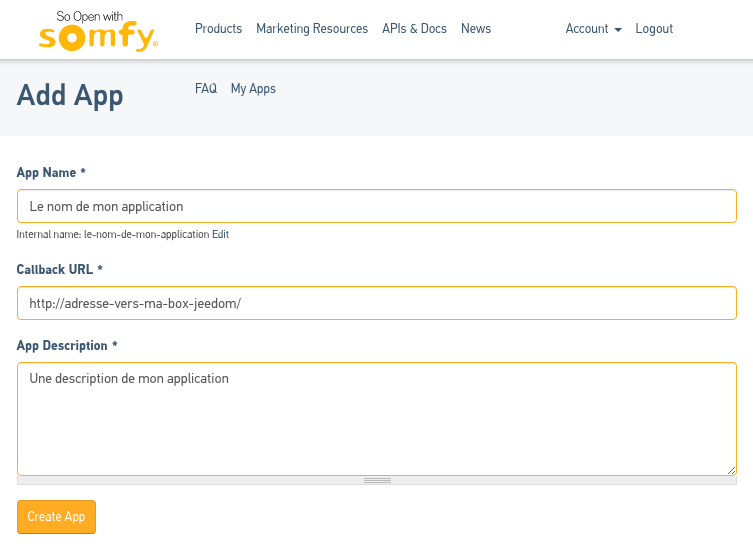 So Open with
somfy®
Products Marketing Resources APIs & Docs News Account Logout
Add App
FAQ My Apps
App Name *
Le nom de mon application
Internal name: le-nom-de-mon-application Edit
Callback URL *
http://adresse-vers-ma-box-jeedom/
App Description *
Une description de mon application
Create App